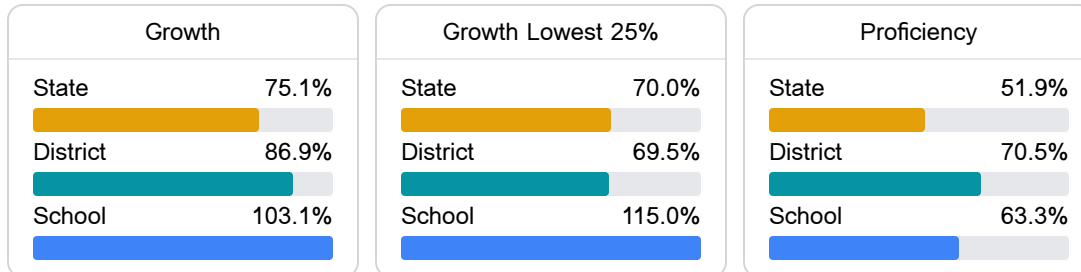 Growth
State 75.1%
District 86.9%
School 103.1%
Growth Lowest 25%
State 70.0%
District 69.5%
School 115.0%
Proficiency
State 51.9%
District 70.5%
School 63.3%